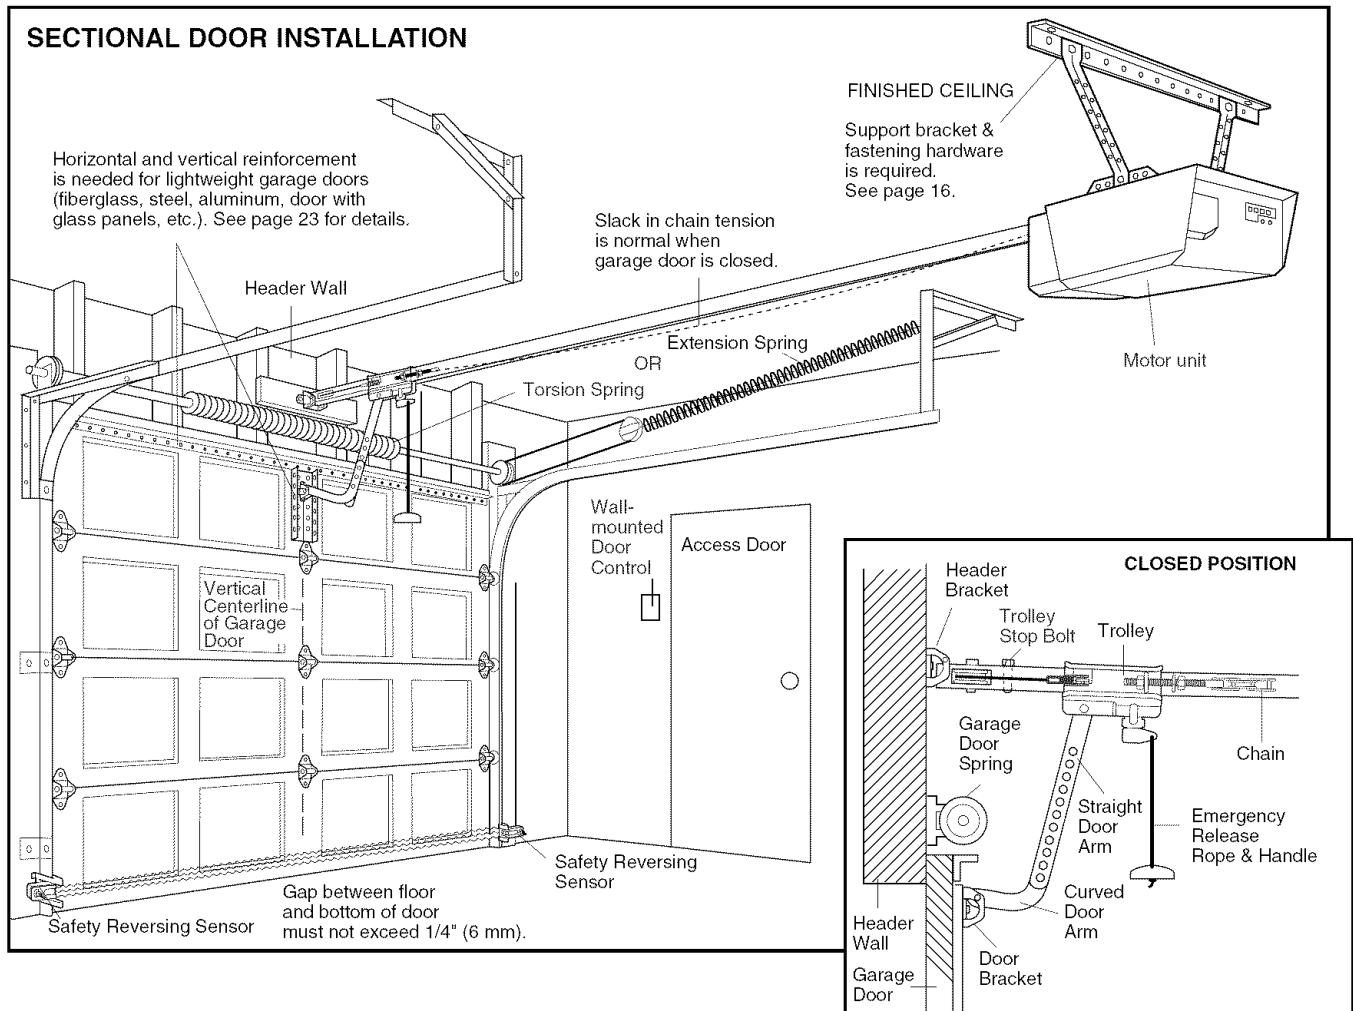 SECTIONAL DOOR INSTALLATION
FINISHED CEILING
Support bracket &
fastening hardware
is required.
See page 16.
Horizontal and vertical reinforcement
is needed for lightweight garage doors
(fiberglass, steel, aluminum, door with
glass panels, etc.). See page 23 for details.
Slack in chain tension
is normal when
garage door is closed.
Header Wall
Extension Spring
OR
Motor unit
Torsion Spring
Wall-
mounted
Door
Control
Access Door
Vertical
Centerline
of Garage
Door
Safety Reversing
Sensor
Gap between floor
and bottom of door
must not exceed 1/4" (6 mm).
Safety Reversing Sensor
CLOSED POSITION
Header
Bracket
Trolley
Stop Bolt
Trolley
Garage
Door
Spring
Chain
Straight
Door
Arm
Emergency
Release
Rope & Handle
Curved
Door
Arm
Header
Wall
Door
Bracket
Garage
Door